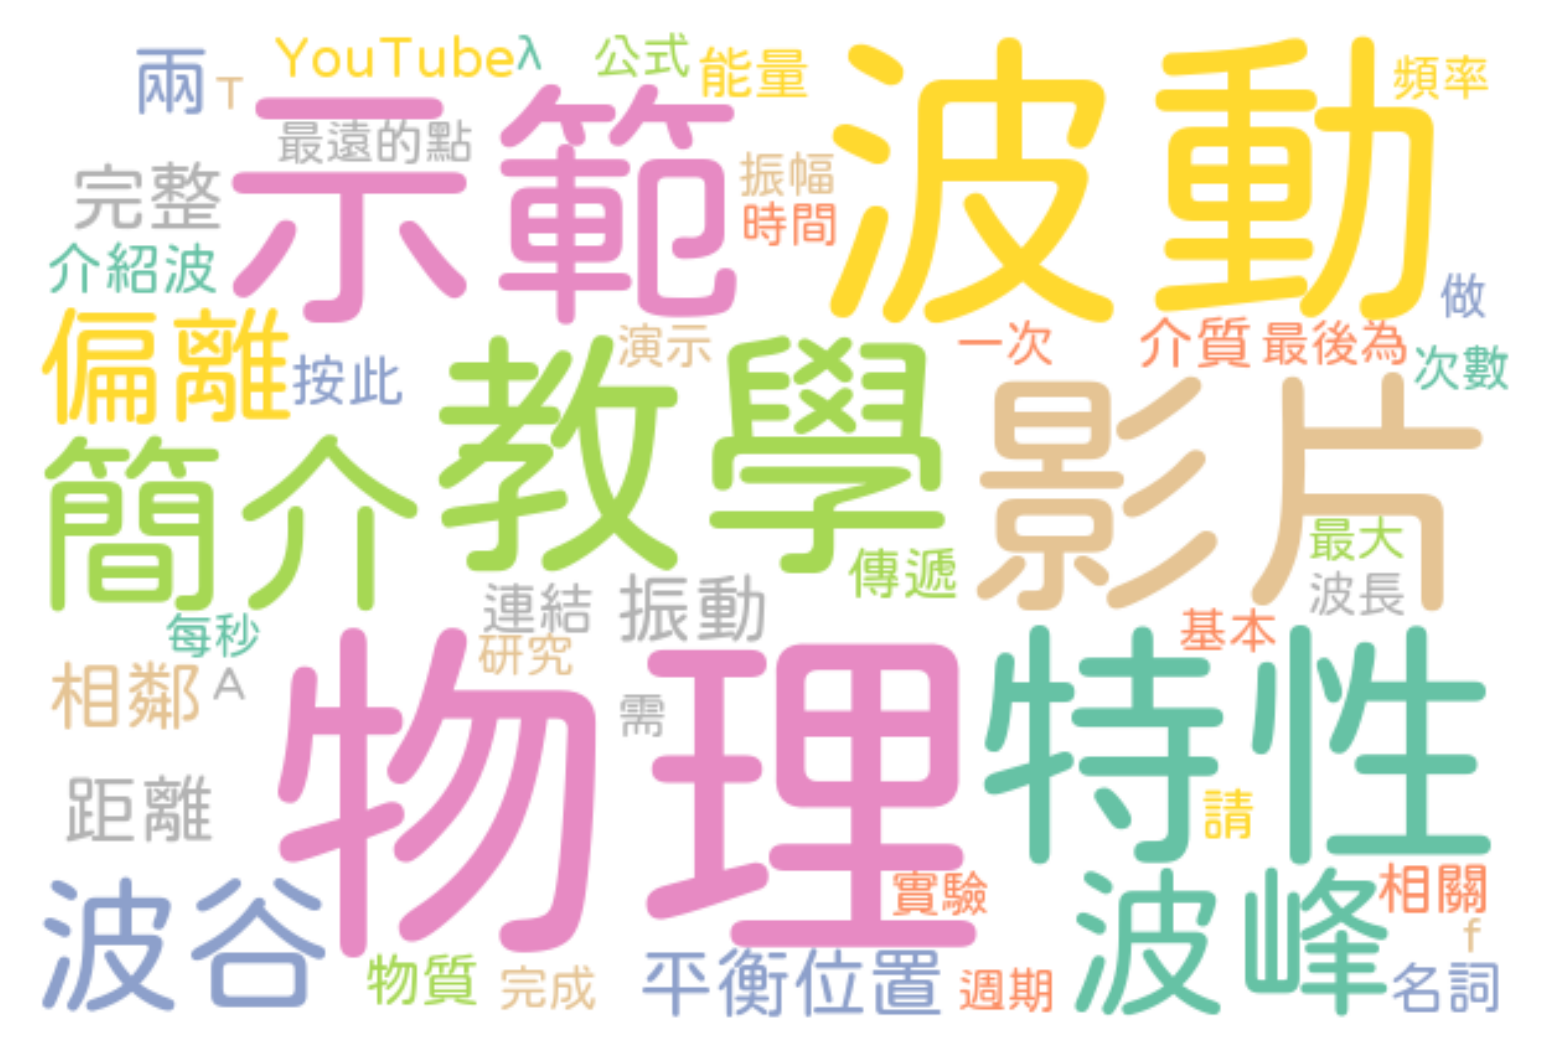 兩
T
YouTube
λ
公式
能量
波動
頻率
示範
最遠的點
完整
振幅
時間
介紹波
做
偏離
按此
演示
一次
介質
最後為
次數
教學
影片
簡介
傳遞
最大
波長
連結
振動
每秒
研究
基本
相鄰
A
物理
需
特性
距離
請
波谷
實驗
波峰
相關
f
物質
完成
平衡位置
週期
名詞